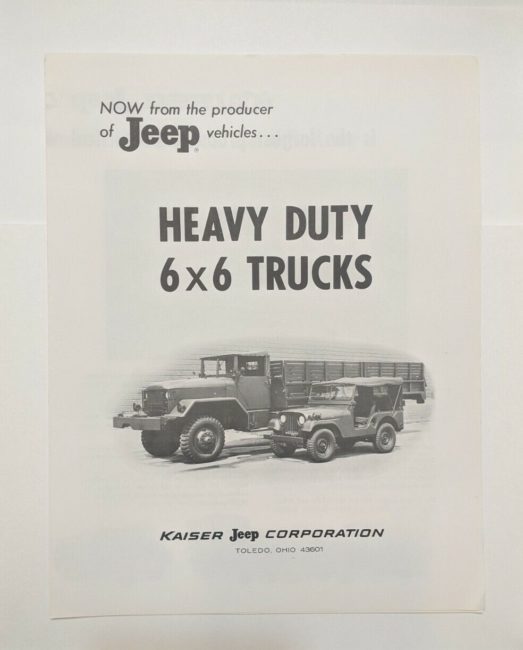 NOW from the producer
of Jeep® vehicles...
HEAVY DUTY
6x6 TRUCKS
KAISER Jeep CORPORATION
TOLEDO, OHIO 43601